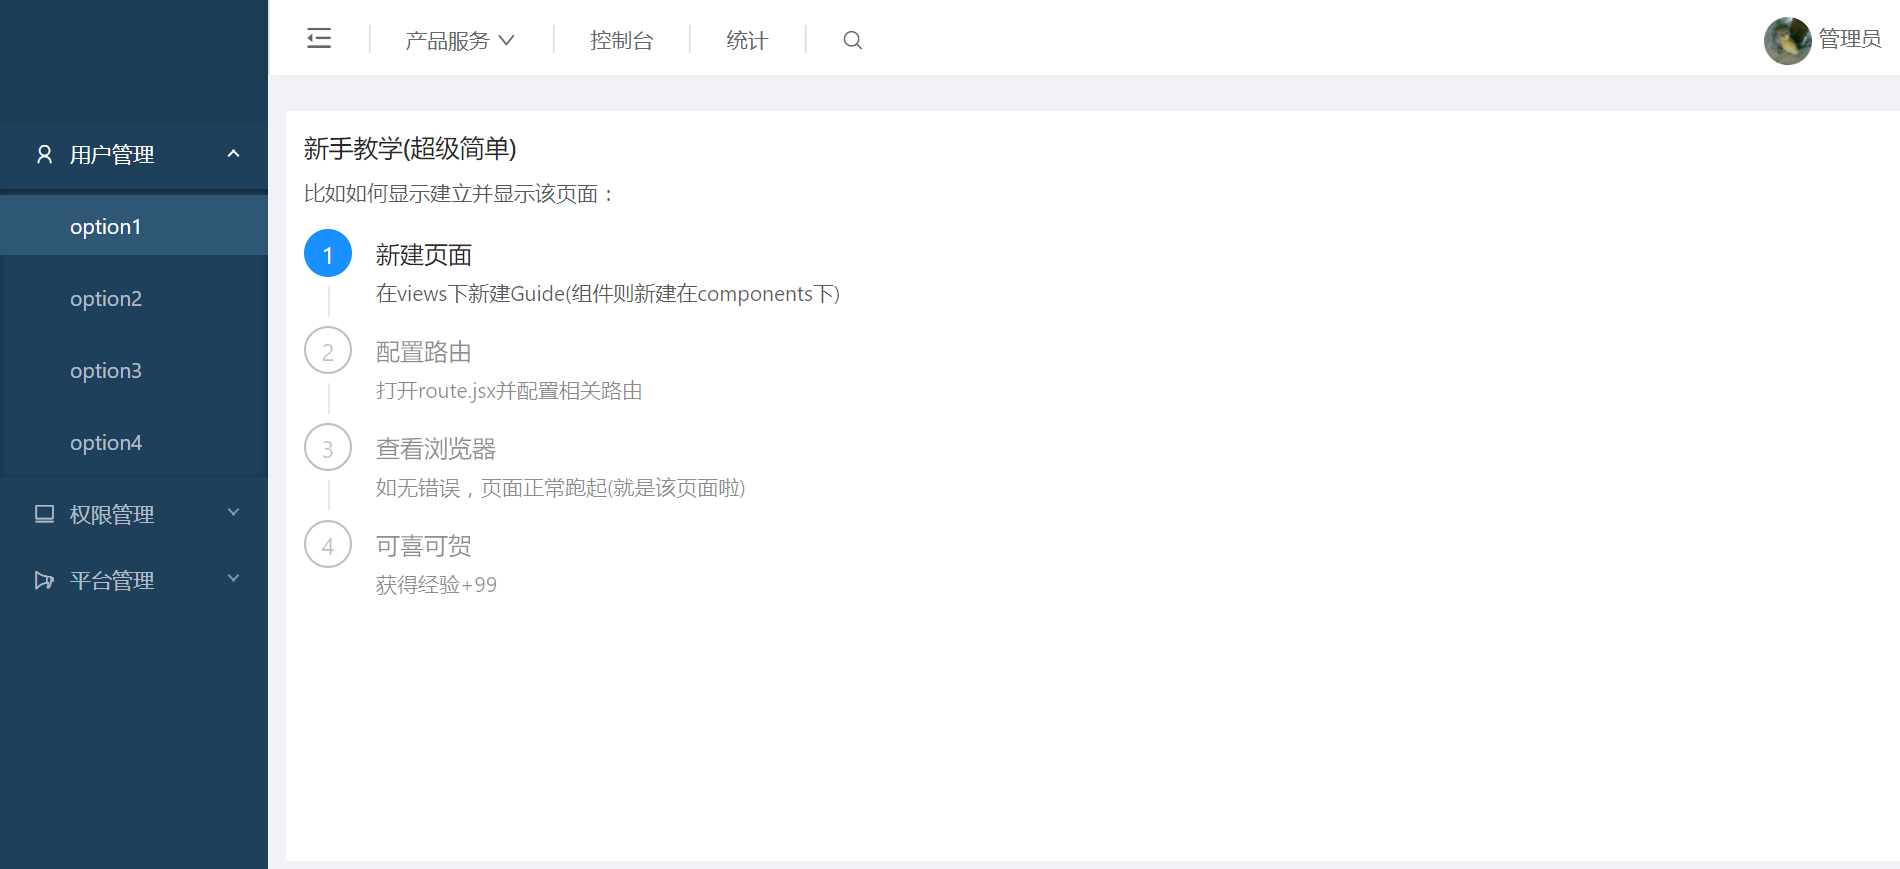 产品服务
控制台
统计
管理员
用户管理
option1
option2
option3
option4
权限管理
平台管理
新手教学(超级简单)
比如如何显示建立并显示该页面：
1
新建页面
在views下新建Guide(组件则新建在components下)
2
配置路由
打开route.jsx并配置相关路由
3
查看浏览器
如无错误，页面正常跑起(就是该页面啦)
4
可喜可贺
获得经验+99